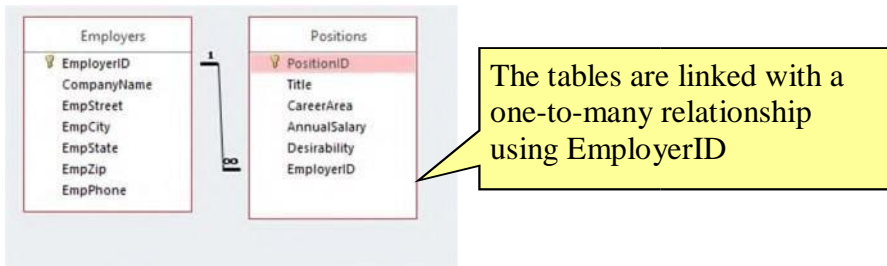 Employers
EmployerID
CompanyName
EmpStreet
EmpCity
EmpState
EmpZip
EmpPhone
1
∞
Positions
PositionID
Title
CareerArea
AnnualSalary
Desirability
EmployerID
The tables are linked with a
one-to-many relationship
using EmployerID